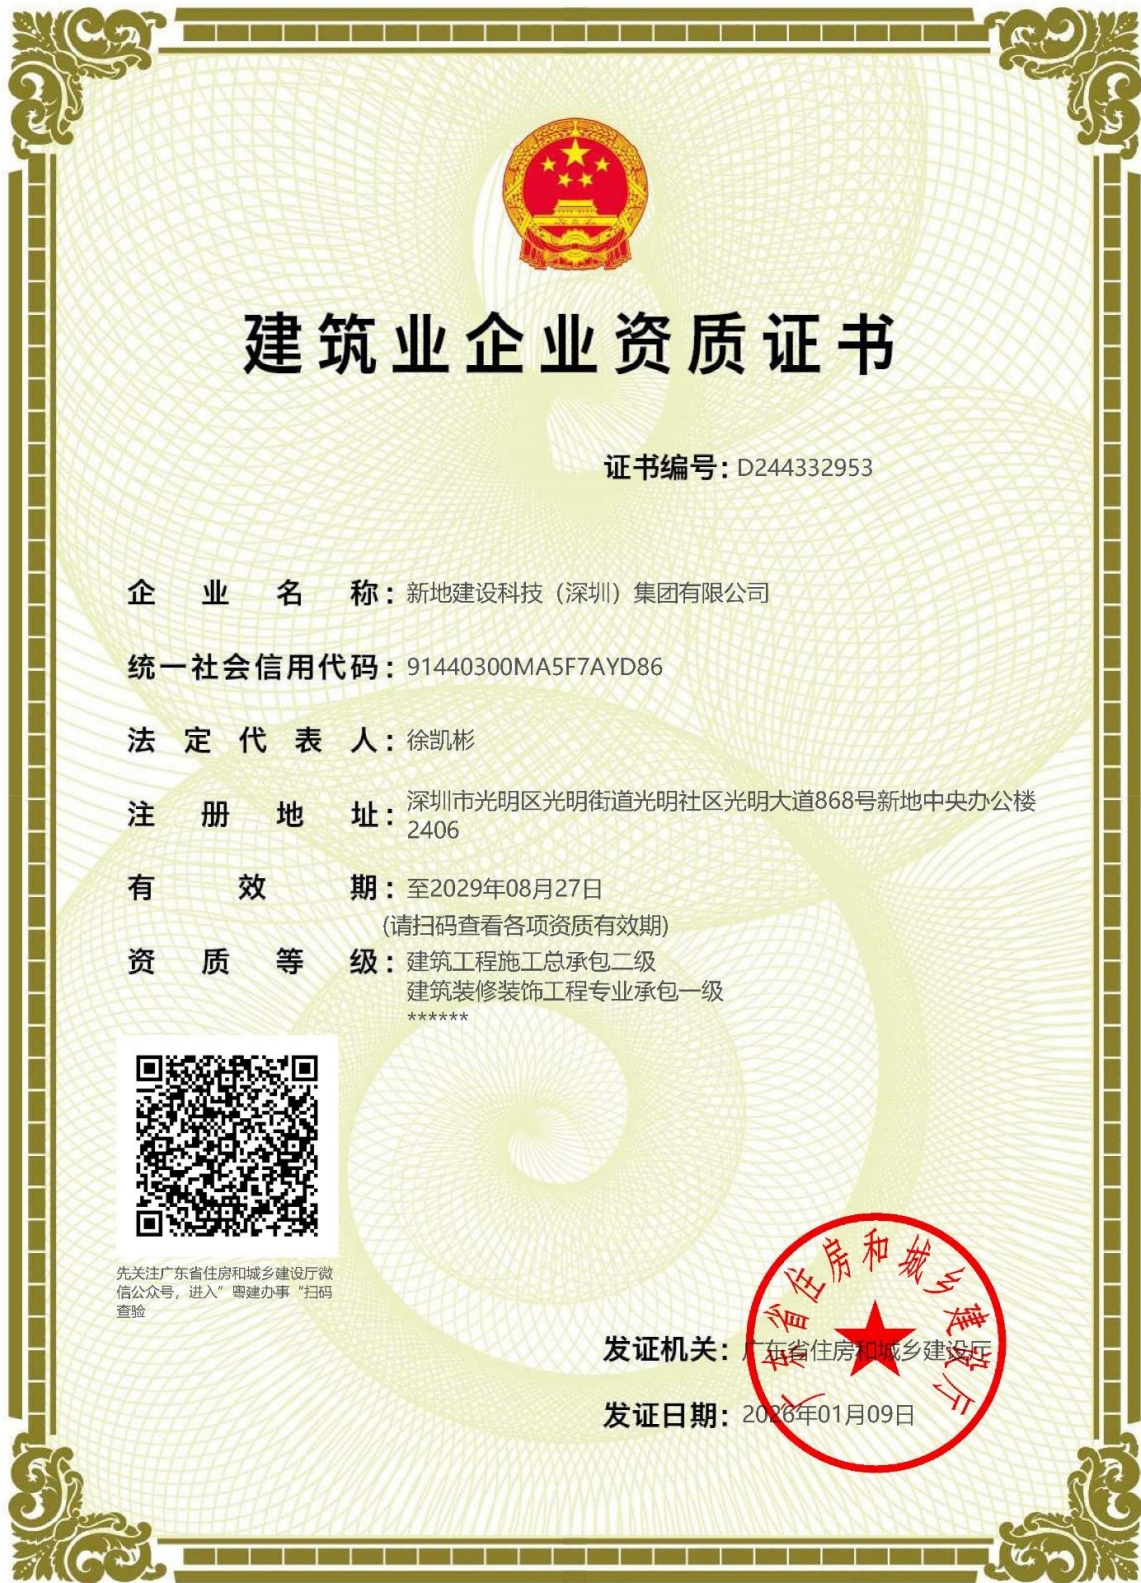 建筑业企业资质证书
证书编号：D244332953
企业名称：新地建设科技（深圳）集团有限公司
统一社会信用代码：91440300MA5F7AYD86
法定代表人：徐凯彬
注册地址：深圳市光明区光明街道光明社区光明大道868号新地中央办公楼
2406
有效期：至2029年08月27日
(请扫码查看各项资质有效期)
资质等级：建筑工程施工总承包二级
建筑装修装饰工程专业承包一级
******
先关注广东省住房和城乡建设厅微
信公众号，进入”粤建办事“扫码
查验
广东省住房和城乡建设厅
发证机关：广东省住房和城乡建设厅
发证日期：2026年01月09日